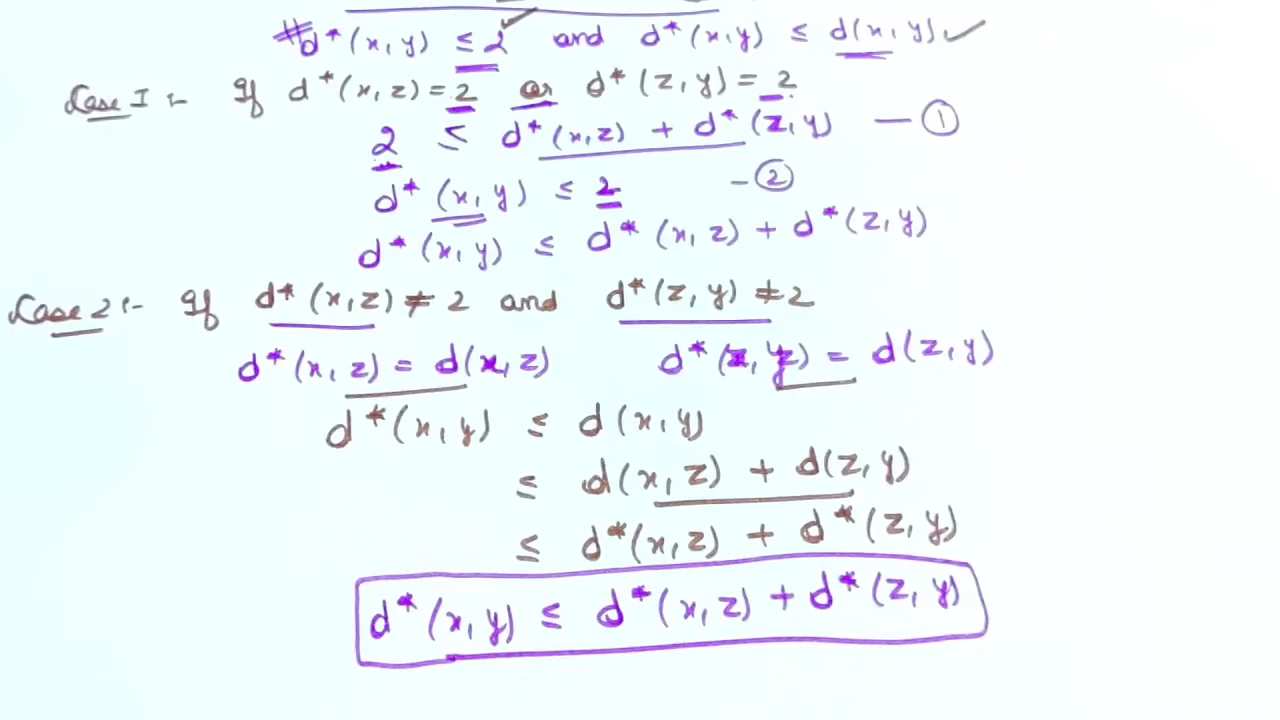 d*(x,y) ≤ 2 and d*(x,y) ≤ d(x,y)
Case I :- If d*(x,z) = 2 or d*(z,y) = 2
2 ≤ d*(x,z) + d*(z,y) — ①
d*(x,y) ≤ 2 - ②
d*(x,y) ≤ d*(x,z) + d*(z,y)
Case 2 :- If d*(x,z) ≠ 2 and d*(z,y) ≠ 2
d*(x,z) = d(x,z) d*(z,y) = d(z,y)
d*(x,y) ≤ d(x,y)
≤ d(x,z) + d(z,y)
≤ d*(x,z) + d*(z,y)
d*(x,y) ≤ d*(x,z) + d*(z,y)